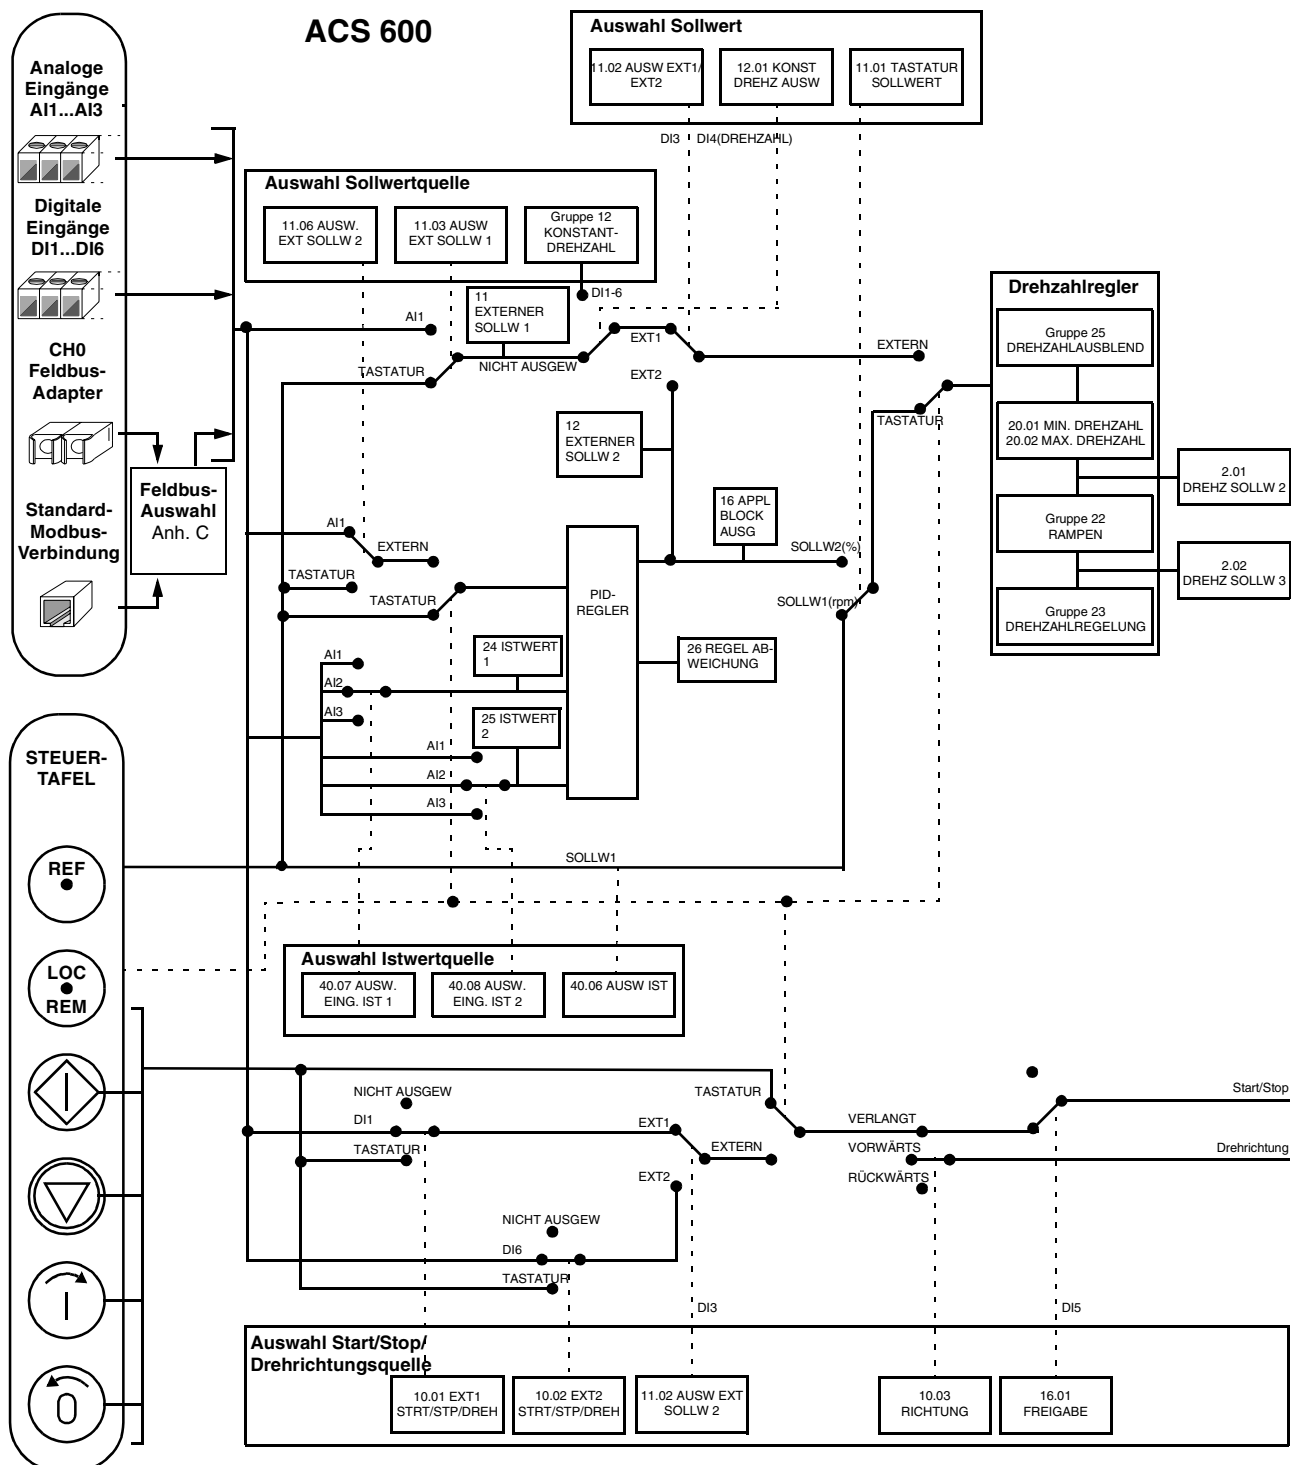 ACS 600
Analoge
Eingänge
AI1...AI3
Digitale
Eingänge
DI1...DI6
CH0
Feldbus-
Adapter
Standard-
Modbus-
Verbindung
Feldbus-
Auswahl
Anh. C
Auswahl Sollwert
11.02 AUSW EXT1/
EXT2
12.01 KONST
DREHZ AUSW
11.01 TASTATUR
SOLLWERT
DI3
DI4(DREHZAHL)
Auswahl Sollwertquelle
11.06 AUSW.
EXT SOLLW 2
11.03 AUSW
EXT SOLLW 1
Gruppe 12
KONSTANT-
DREHZAHL
DI1-6
11
EXTERNER
SOLLW 1
AI1
TASTATUR
NICHT AUSGEW
EXT1
EXT2
EXTERN
TASTATUR
12
EXTERNER
SOLLW 2
16 APPL
BLOCK
AUSG
SOLLW2(%)
SOLLW1(rpm)
Drehzahlregler
Gruppe 25
DREHZAHLAUSBLEND
20.01 MIN. DREHZAHL
20.02 MAX. DREHZAHL
2.01
DREHZ SOLLW 2
Gruppe 22
RAMPEN
2.02
DREHZ SOLLW 3
Gruppe 23
DREHZAHLREGELUNG
AI1
EXTERN
TASTATUR
TASTATUR
PID-
REGLER
24 ISTWERT
1
26 REGEL AB-
WEICHUNG
AI1
AI2
AI3
25 ISTWERT
2
AI1
AI2
AI3
SOLLW1
STEUER-
TAFEL
REF
LOC
REM
Auswahl Istwertquelle
40.07 AUSW.
EING. IST 1
40.08 AUSW.
EING. IST 2
40.06 AUSW IST
NICHT AUSGEW
DI1
TASTATUR
TASTATUR
EXT1
EXTERN
EXT2
VERLANGT
VORWÄRTS
RÜCKWÄRTS
Start/Stop
Drehrichtung
NICHT AUSGEW
DI6
TASTATUR
DI3
DI5
Auswahl Start/Stop/
Drehrichtungsquelle
10.01 EXT1
STRT/STP/DREH
10.02 EXT2
STRT/STP/DREH
11.02 AUSW EXT
SOLLW 2
10.03
RICHTUNG
16.01
FREIGABE